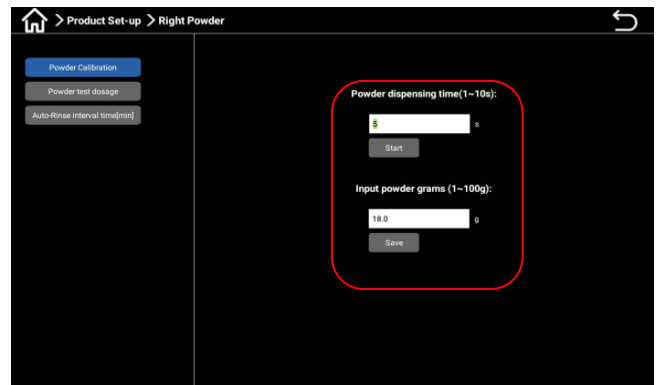 Product Set-up Right Powder
Powder Calibration
Powder test dosage
Auto-Rinse interval time[min]
Powder dispensing time(1~10s):
5 s
Start
Input powder grams (1~100g):
18.0 g
Save